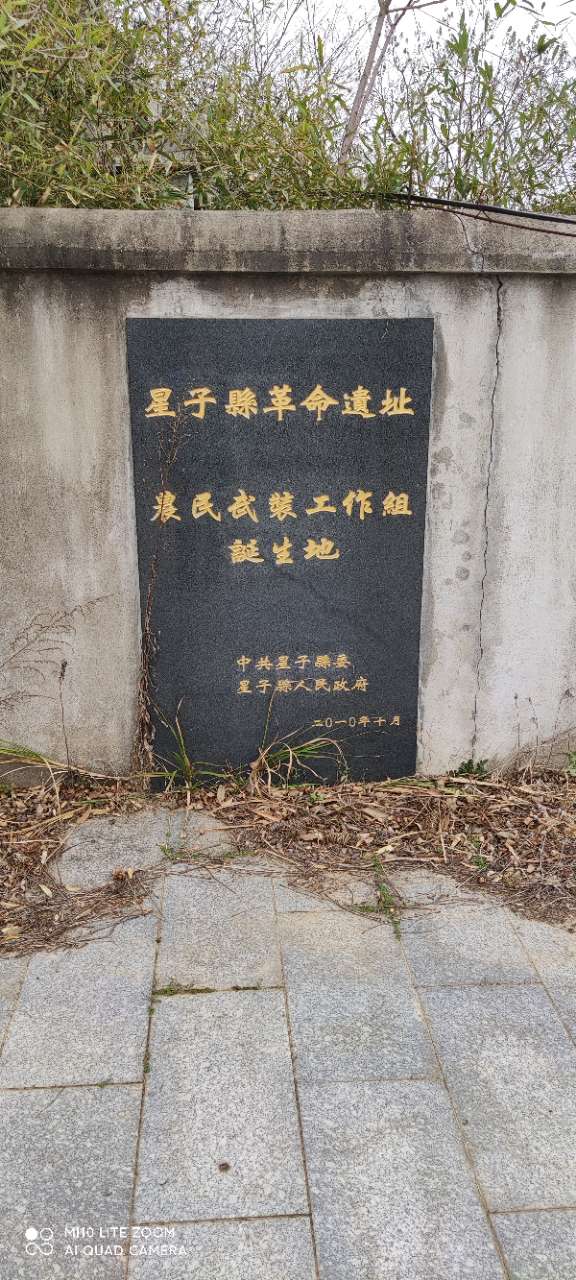 星子縣革命遺址
農民武裝工作組
誕生地
中共星子縣委
星子縣人民政府
二〇一〇年十月
MI 10 LITE ZOOM
AI QUAD CAMERA